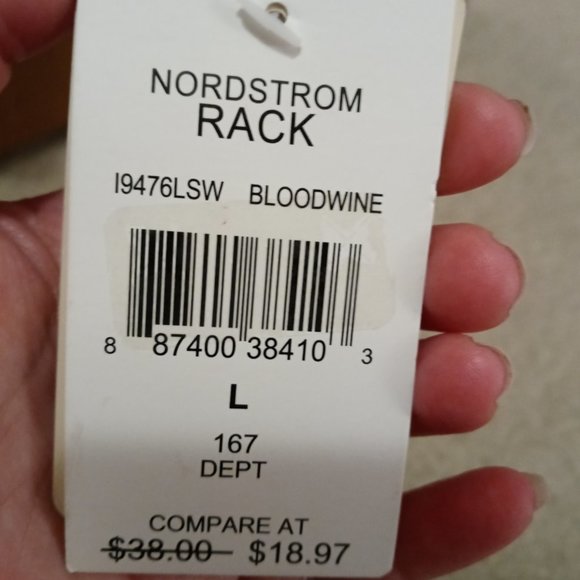 NORDSTROM
RACK
I9476LSW BLOODWINE
8 87400 38410 3
L
167
DEPT
COMPARE AT
$38.00 $18.97